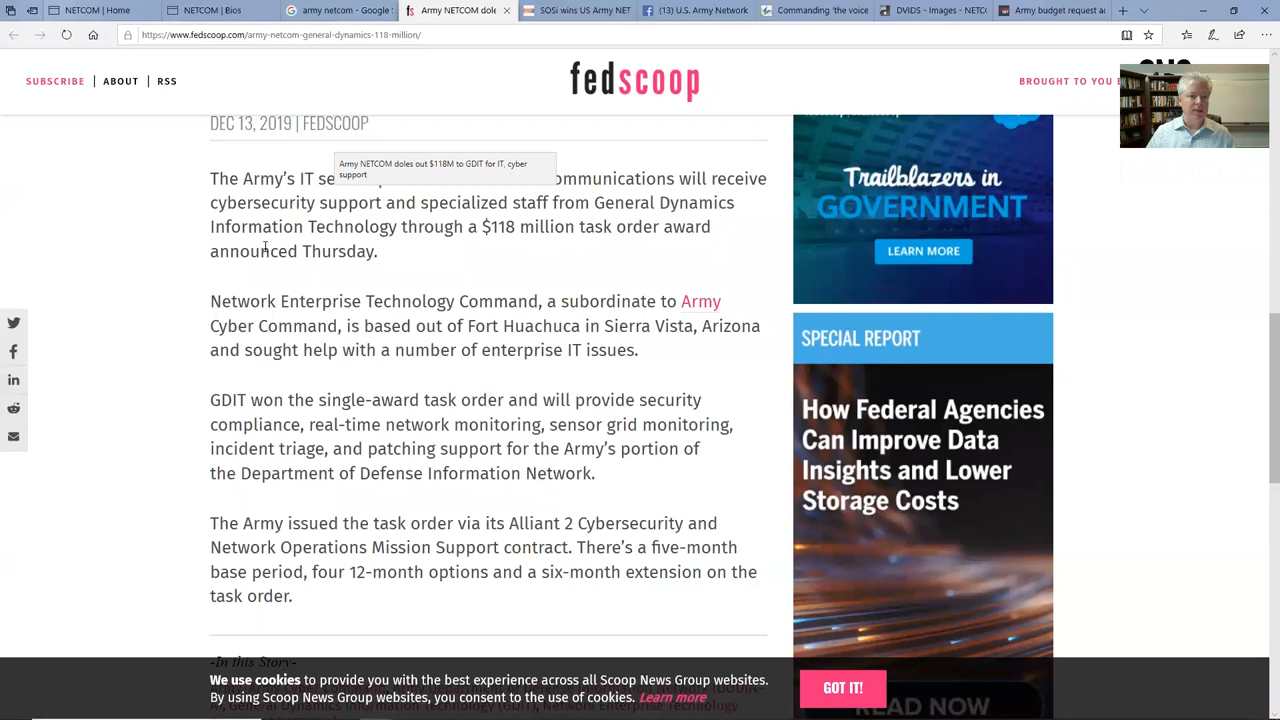 NETCOM | Home
NETCOM | Bios
army netcom - Google
Army NETCOM doles
SOSi wins US Army NET
(13) U.S. Army Network
Commanding 'the voice
DVIDS - Images - NETCO
Army budget request
https://www.fedscoop.com/army-netcom-general-dynamics-118-million/
SUBSCRIBE | ABOUT | RSS
fedscoop
BROUGHT TO YOU
DEC 13, 2019 | FEDSCOOP
Army NETCOM doles out $118M to GDIT for IT, cyber
support
The Army's IT ommunications will receive
cybersecurity support and specialized staff from General Dynamics
Information Technology through a $118 million task order award
announced Thursday.
Network Enterprise Technology Command, a subordinate to Army
Cyber Command, is based out of Fort Huachuca in Sierra Vista, Arizona
and sought help with a number of enterprise IT issues.
GDIT won the single-award task order and will provide security
compliance, real-time network monitoring, sensor grid monitoring,
incident triage, and patching support for the Army's portion of
the Department of Defense Information Network.
The Army issued the task order via its Alliant 2 Cybersecurity and
Network Operations Mission Support contract. There's a five-month
base period, four 12-month options and a six-month extension on the
task order.
-In this Story-
Trailblazers in
GOVERNMENT
LEARN MORE
SPECIAL REPORT
How Federal Agencies
Can Improve Data
Insights and Lower
Storage Costs
READ NOW
We use cookies to provide you with the best experience across all Scoop News Group websites.
By using Scoop News Group websites, you consent to the use of cookies. Learn more
GOT IT!